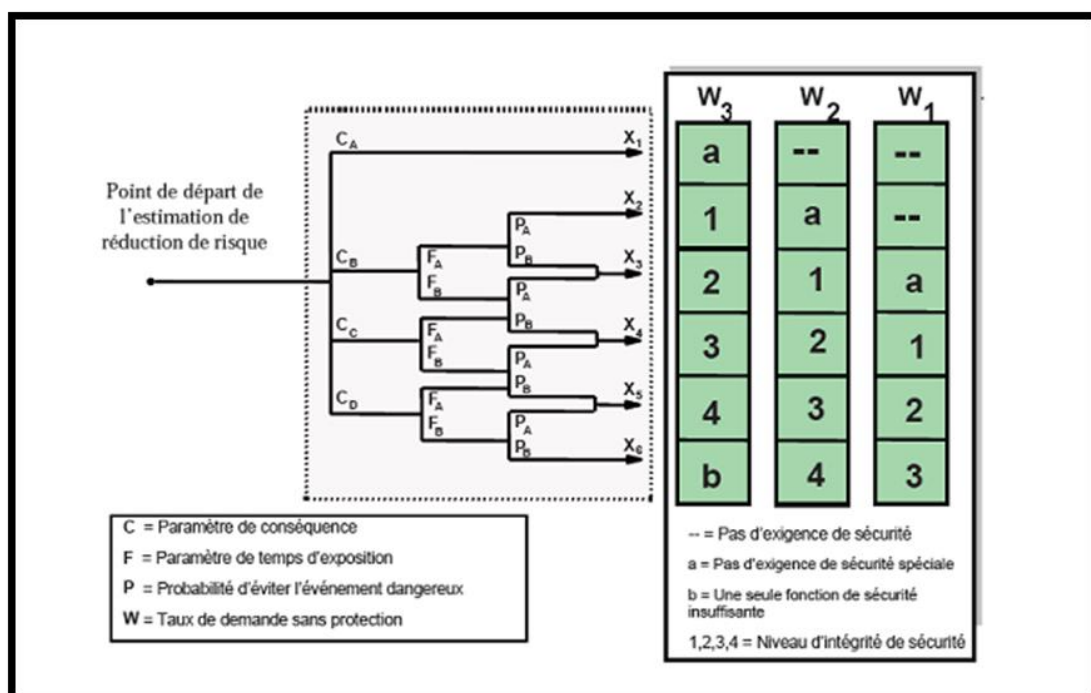 W3 W2 W1
Point de départ de
l'estimation de
réduction de risque
CA X1
a -- --
X2
PA
1 a --
CB FA PB X3
FB PA
2 1 a
CC FA PB X4
FB PA
3 2 1
CD FA PB X5
FB PA
4 3 2
PB X6
b 4 3
C = Paramètre de conséquence
F = Paramètre de temps d'exposition
P = Probabilité d'éviter l'événement dangereux
W = Taux de demande sans protection
-- = Pas d'exigence de sécurité
a = Pas d'exigence de sécurité spéciale
b = Une seule fonction de sécurité
insuffisante
1,2,3,4 = Niveau d'intégrité de sécurité